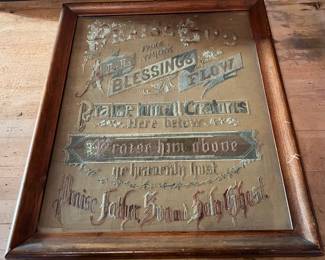 PRAISE GOD
FROM WHOM
ALL
BLESSINGS
FLOW
Praise him all Creatures
Here below
Praise him above
ye heavenly host
Praise Father, Son and Holy Ghost.